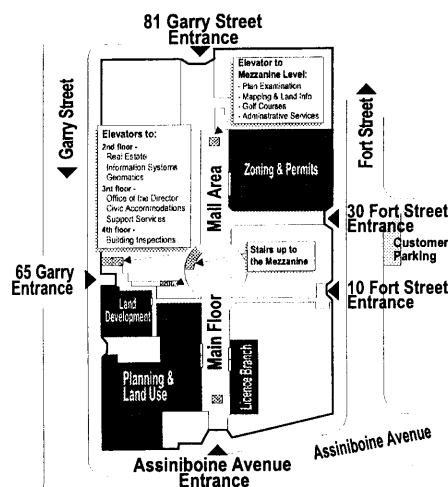 81 Garry Street
Entrance
Elevator to
Mezzanine Level:
- Plan Examination
- Mapping & Land Info
- Golf Courses
- Adminstrative Services
Garry Street
Fort Street
Elevators to:
2nd floor -
Real Estate
Information Systems
Geomatics
3rd floor -
Office of the Director
Civic Accommodations
Support Services
4th floor -
Building Inspections
Zoning & Permits
Mall Area
30 Fort Street
Entrance
Customer
Parking
Stairs up to
the Mezzanine
65 Garry
Entrance
10 Fort Street
Entrance
Land
Development
Main Floor
Planning &
Land Use
Licence Branch
Assiniboine Avenue
Assiniboine Avenue
Entrance